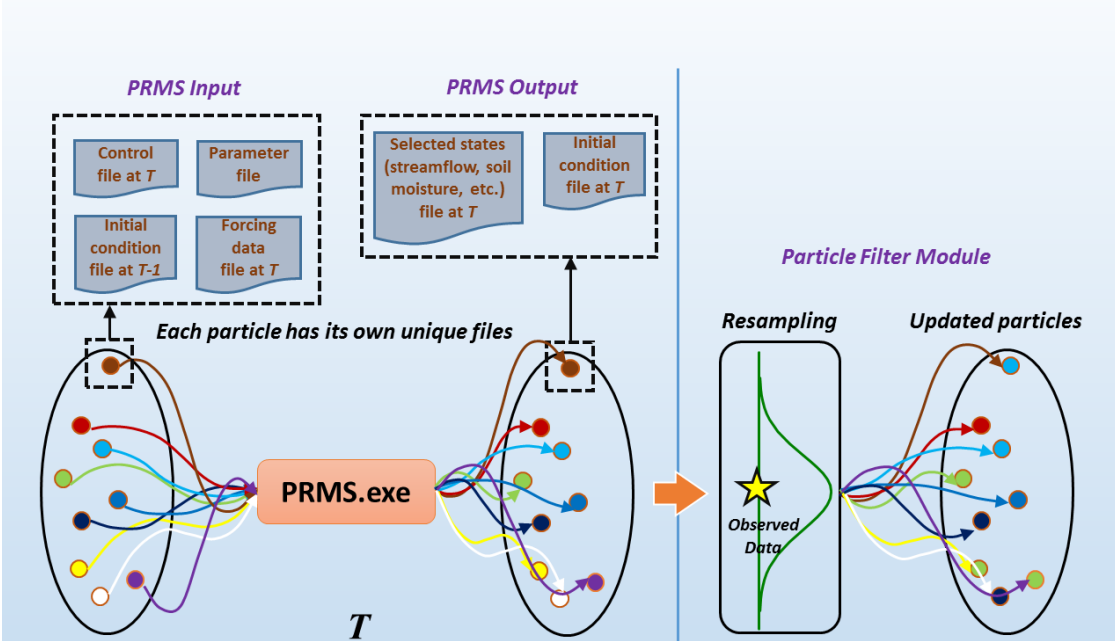 PRMS Input
PRMS Output
Control
file at T
Parameter
file
Initial
condition
file at T-1
Forcing
data
file at T
Selected states
(streamflow, soil
moisture, etc.)
file at T
Initial
condition
file at T
Particle Filter Module
Each particle has its own unique files
Resampling
Updated particles
PRMS.exe
Observed
Data
T